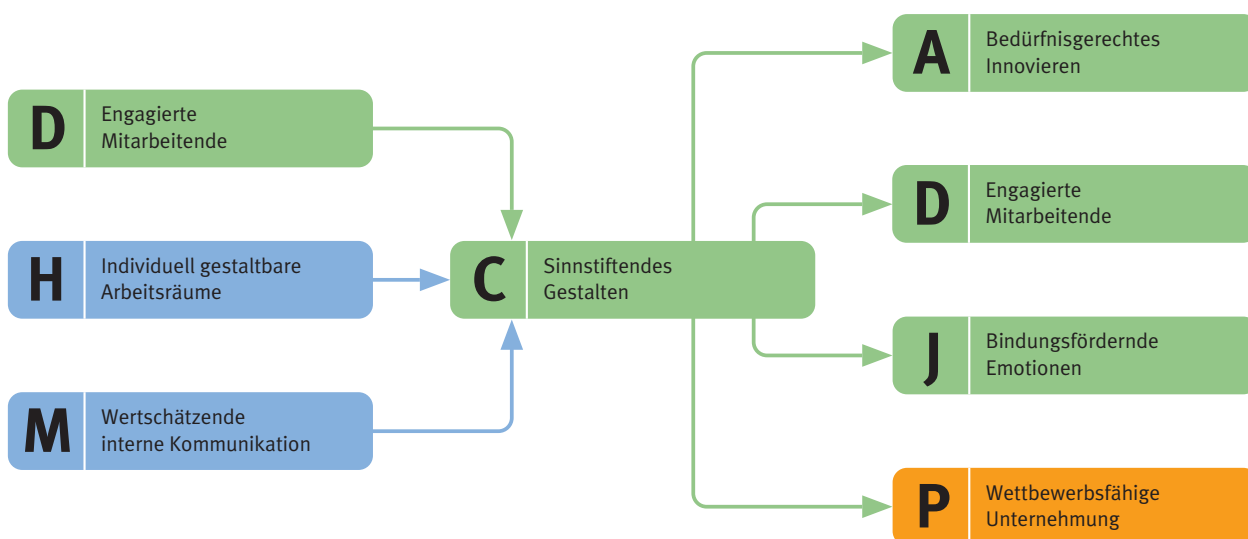 D
Engagierte
Mitarbeitende
H
Individuell gestaltbare
Arbeitsräume
M
Wertschätzende
interne Kommunikation
C
Sinnstiftendes
Gestalten
A
Bedürfnisgerechtes
Innovieren
D
Engagierte
Mitarbeitende
J
Bindungsfördernde
Emotionen
P
Wettbewerbsfähige
Unternehmung